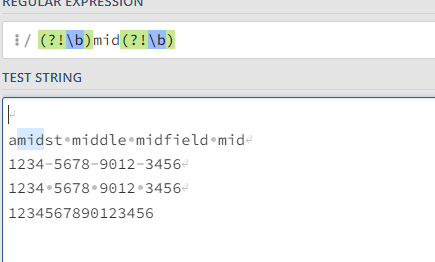 REGULAR EXPRESSION
/ (?!\b)mid(?!\b)
TEST STRING
amidst middle midfield mid
1234-5678-9012-3456
1234 5678 9012 3456
1234567890123456